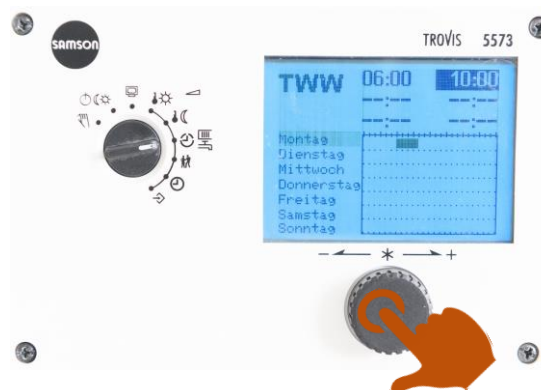 SAMSON
TROVIS 5573
TWW 06:00 10:00
--:-- --:--
--:-- --:--
Montag
Dienstag
Mittwoch
Donnerstag
Freitag
Samstag
Sonntag
- * +